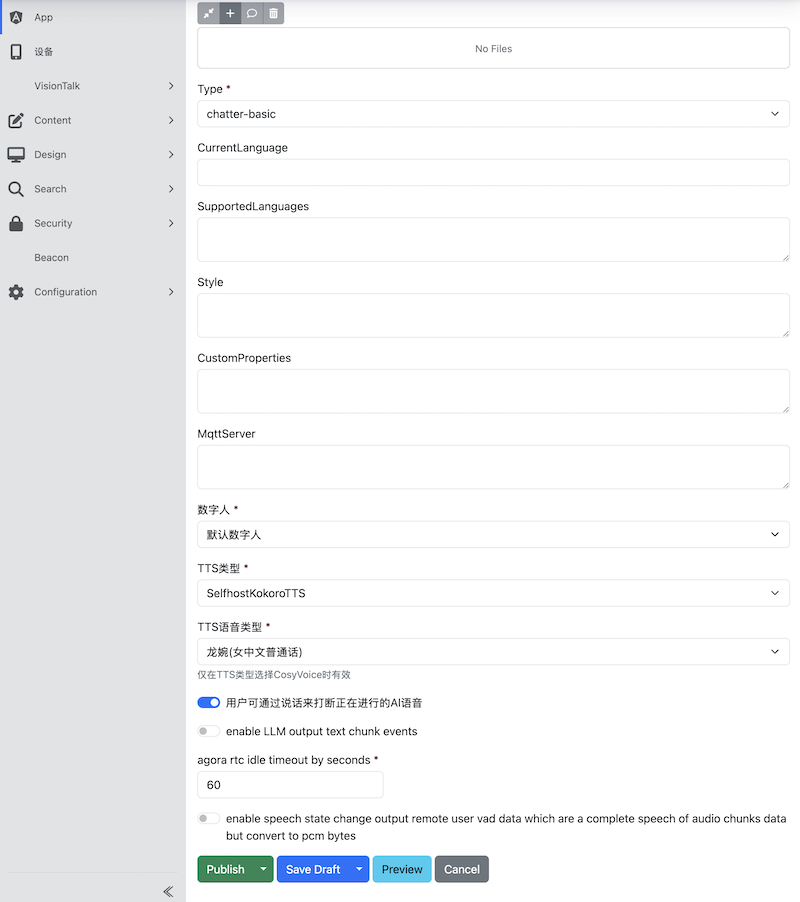 App
设备
VisionTalk
Content
Design
Search
Security
Beacon
Configuration
No Files
Type *
chatter-basic
CurrentLanguage
SupportedLanguages
Style
CustomProperties
MqttServer
数字人 *
默认数字人
TTS类型 *
SelfhostKokoroTTS
TTS语音类型 *
龙婉(女中文普通话)
仅在TTS类型选择CosyVoice时有效
用户可通过说话来打断正在进行的AI语音
enable LLM output text chunk events
agora rtc idle timeout by seconds *
60
enable speech state change output remote user vad data which are a complete speech of audio chunks data
but convert to pcm bytes
Publish
Save Draft
Preview
Cancel